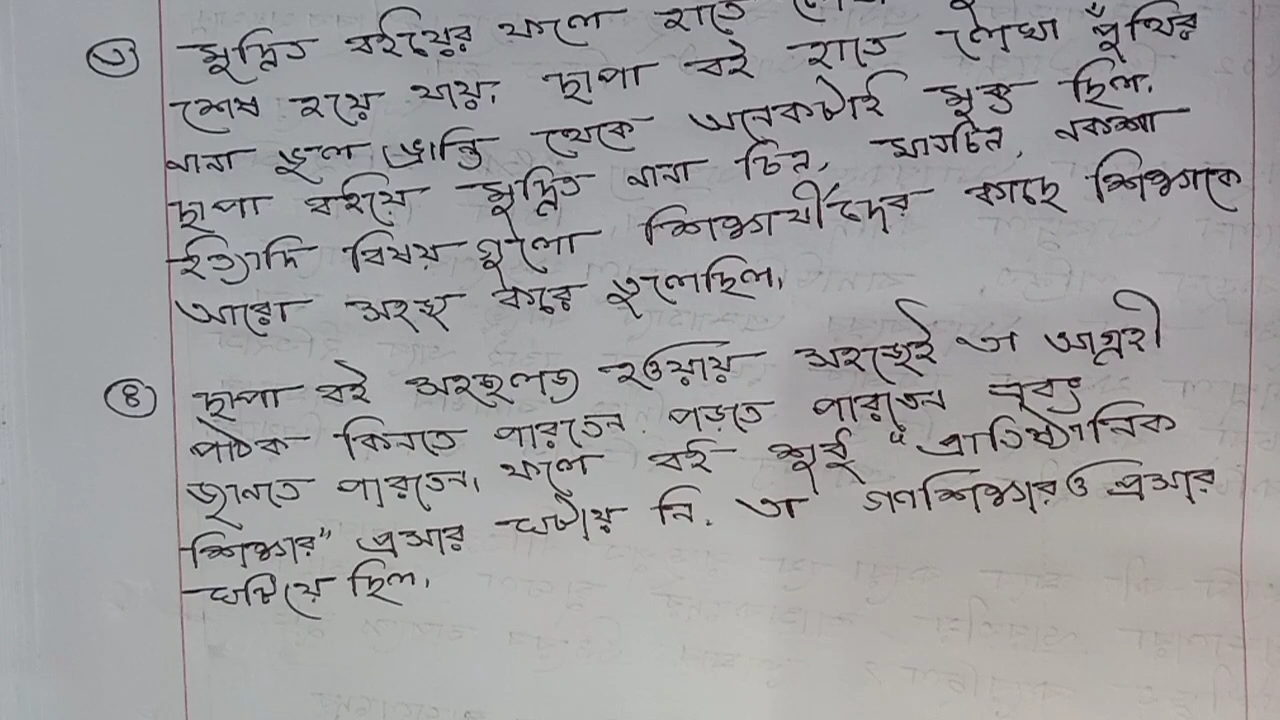 ৩ মুদ্রিত বইয়ের ফলে হাতে
শেষ হয়ে যায়, ছাপা বই হাতে লেখা পুঁথির
নানা ভুল ভ্রান্তি থেকে অনেকটাই মুক্ত ছিল,
ছাপা বইয়ে মুদ্রিত নানা চিত্র, মানচিত্র, নকশা
ইত্যাদি বিষয় গুলো শিক্ষার্থীদের কাছে শিক্ষাকে
আরো সহজ করে তুলেছিল,
৪ ছাপা বই সহজলভ্য হওয়ায় সহজেই তা আগ্রহী
পাঠক কিনতে পারতেন, পড়তে পারতেন এবং
জানতে পারতেন, ফলে বই শুধু "প্রাতিষ্ঠানিক
শিক্ষার" প্রসার ঘটায় নি, তা গণশিক্ষারও প্রসার
ঘটিয়ে ছিল,